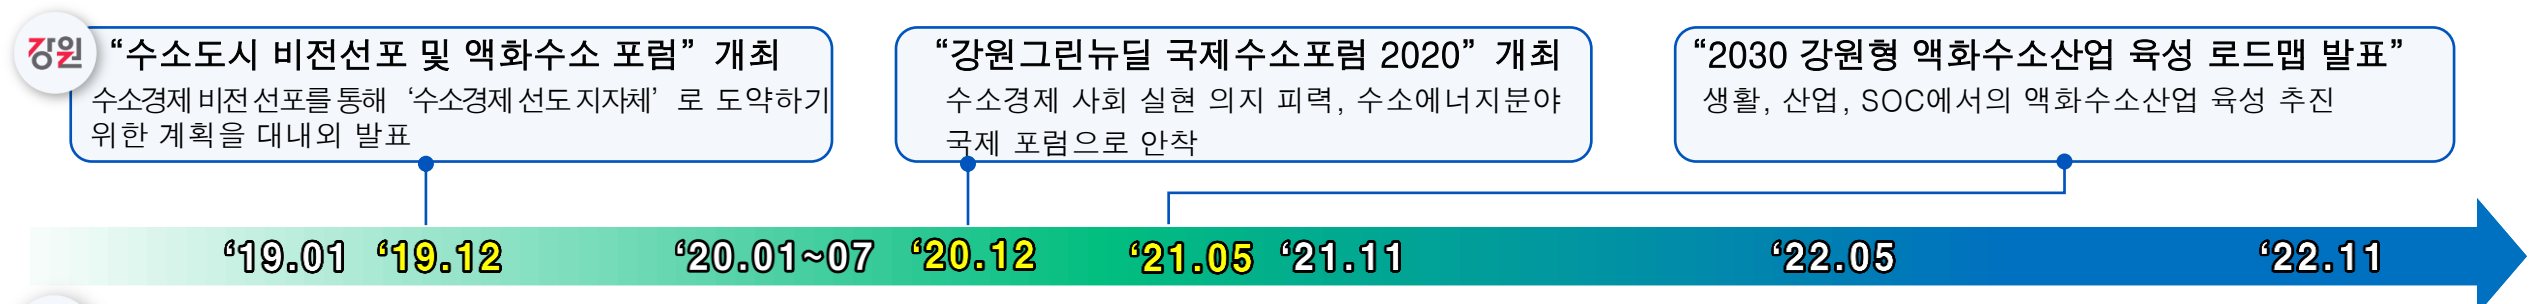 강원
“수소도시 비전선포 및 액화수소 포럼” 개최
수소경제 비전 선포를 통해 ‘수소경제 선도 지자체’ 로 도약하기
위한 계획을 대내외 발표
“강원그린뉴딜 국제수소포럼 2020” 개최
수소경제 사회 실현 의지 피력, 수소에너지분야
국제 포럼으로 안착
“2030 강원형 액화수소산업 육성 로드맵 발표”
생활, 산업, SOC에서의 액화수소산업 육성 추진
‘19.01 ‘19.12 ‘20.01~07 ‘20.12 ‘21.05 ‘21.11 ‘22.05 ‘22.11